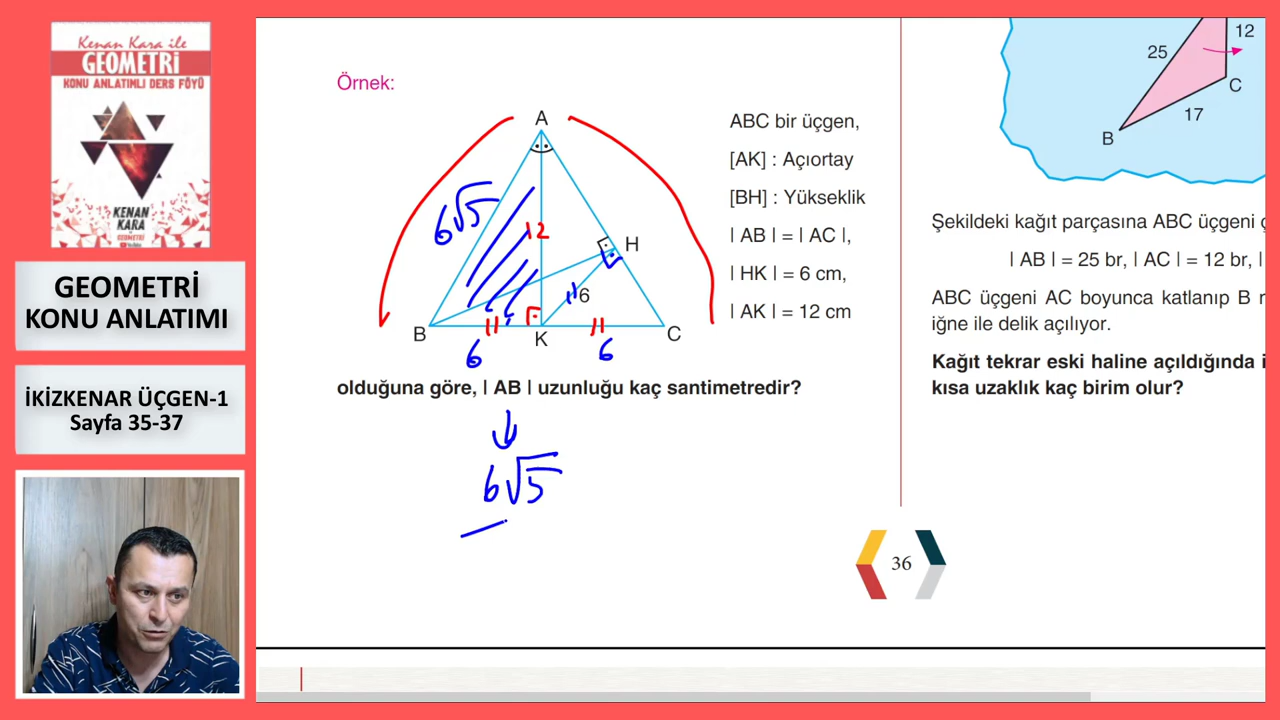 Kenan Kara ile
GEOMETRİ
KONU ANLATIMLI DERS FÖYÜ
KENAN
KARA
GEOMETRİ
GEOMETRİ
KONU ANLATIMI
İKİZKENAR ÜÇGEN-1
Sayfa 35-37
Örnek:
A
B
K
C
H
6
6√5
12
6
6
ABC bir üçgen,
[AK] : Açıortay
[BH] : Yükseklik
| AB | = | AC |,
| HK | = 6 cm,
| AK | = 12 cm
olduğuna göre, | AB | uzunluğu kaç santimetredir?
6√5
12
25
C
17
B
Şekildeki kağıt parçasına ABC üçgeni
| AB | = 25 br, | AC | = 12 br, |
ABC üçgeni AC boyunca katlanıp B
iğne ile delik açılıyor.
Kağıt tekrar eski haline açıldığında
kısa uzaklık kaç birim olur?
36